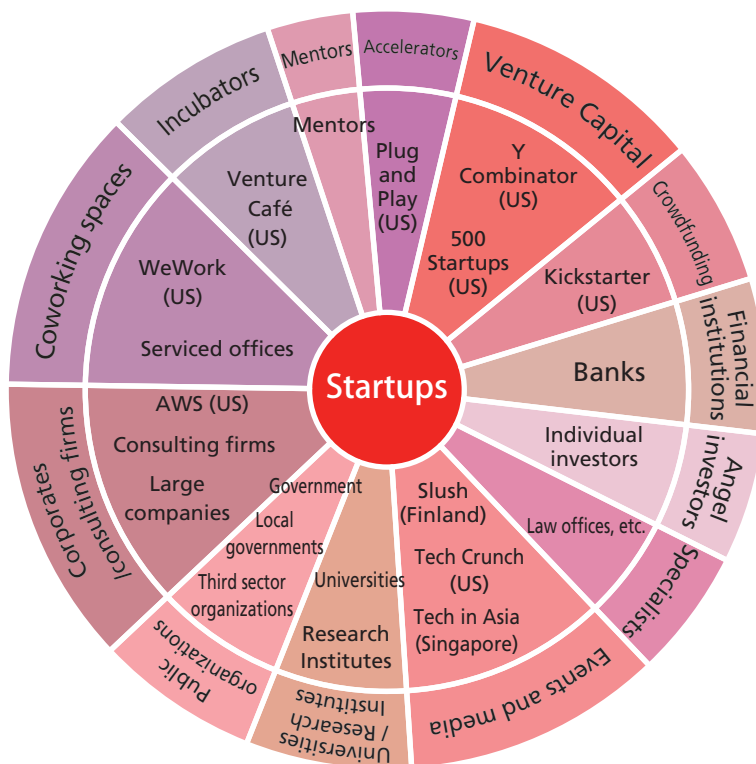 Startups
Mentors
Mentors
Accelerators
Plug
and
Play
(US)
Venture Capital
Y
Combinator
(US)
500
Startups
(US)
Crowdfunding
Kickstarter
(US)
Financial
institutions
Banks
Angel
investors
Individual
investors
Specialists
Law offices, etc.
Events and media
Slush
(Finland)
Tech Crunch
(US)
Tech in Asia
(Singapore)
Universities / Research
Institutes
Universities
Research
Institutes
Public
organizations
Government
Local
governments
Third sector
organizations
Corporates
/consulting firms
AWS (US)
Consulting firms
Large
companies
Coworking spaces
WeWork
(US)
Serviced offices
Incubators
Venture
Café
(US)